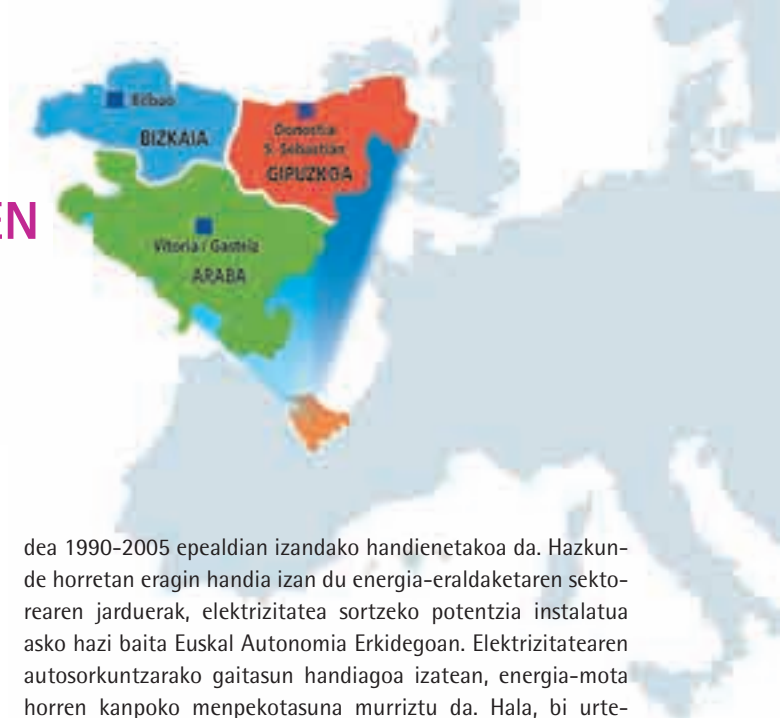 Bilbao
BIZKAIA
Donostia
S. Sebastian
GIPUZKOA
EN
Vitoria / Gasteiz
ARABA
dea 1990-2005 epealdian izandako handienetakoa da. Hazkun-
de horretan eragin handia izan du energia-eraldaketaren sekto-
rearen jarduerak, elektrizitatea sortzeko potentzia instalatua
asko hazi baita Euskal Autonomia Erkidegoan. Elektrizitatearen
autosorkuntzarako gaitasun handiagoa izatean, energia-mota
horren kanpoko menpekotasuna murriztu da. Hala, bi urte-